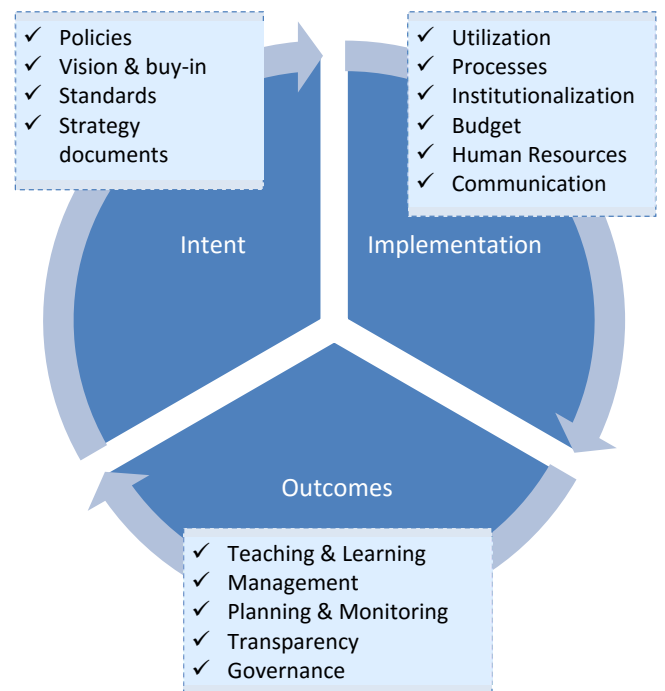 ✓ Policies
✓ Vision & buy-in
✓ Standards
✓ Strategy
documents
✓ Utilization
✓ Processes
✓ Institutionalization
✓ Budget
✓ Human Resources
✓ Communication
Intent
Implementation
Outcomes
✓ Teaching & Learning
✓ Management
✓ Planning & Monitoring
✓ Transparency
✓ Governance